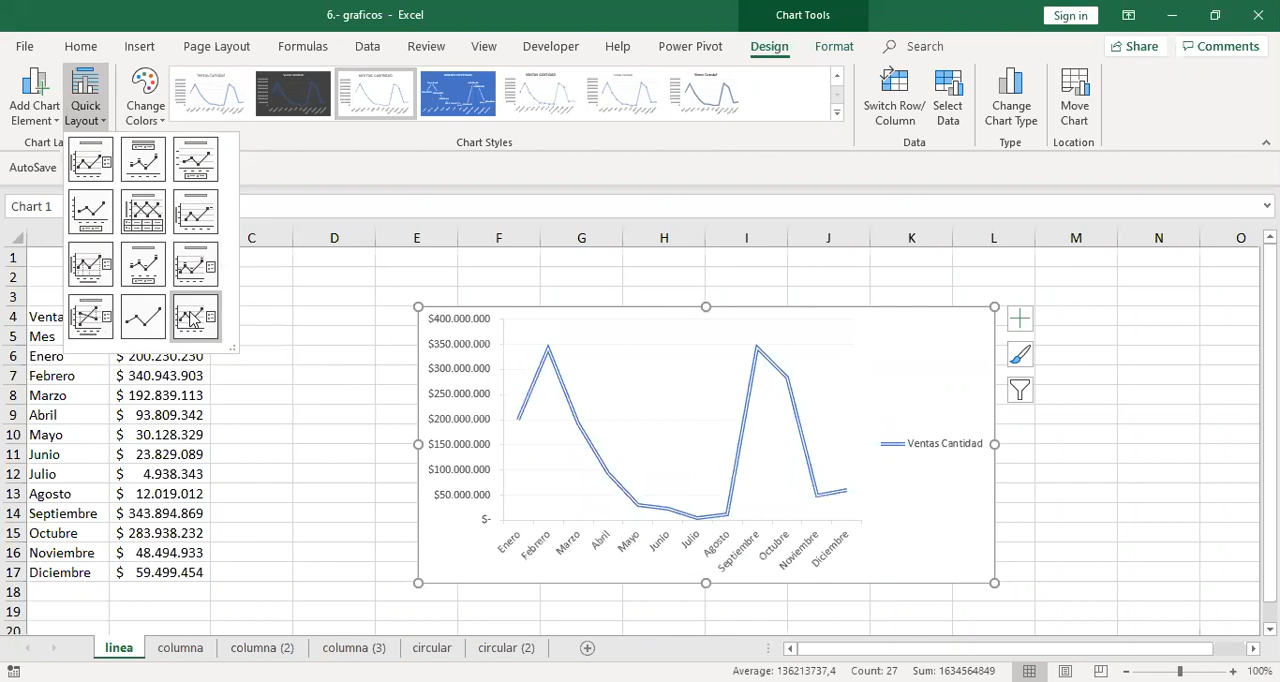 6.- graficos - Excel
Chart Tools
Sign in
File Home Insert Page Layout Formulas Data Review View Developer Help Power Pivot Design Format Search Share Comments
Add Chart Element
Quick Layout
Change Colors
Switch Row/ Column
Select Data
Change Chart Type
Move Chart
Chart La
Chart Styles
Data
Type
Location
AutoSave
Chart 1
C D E F G H I J K L M N O
1
2
3
4 Venta
5 Mes
6 Enero $ 200.230.230
7 Febrero $ 340.943.903
8 Marzo $ 192.839.113
9 Abril $ 93.809.342
10 Mayo $ 30.128.329
11 Junio $ 23.829.089
12 Julio $ 4.938.343
13 Agosto $ 12.019.012
14 Septiembre $ 343.894.869
15 Octubre $ 283.938.232
16 Noviembre $ 48.494.933
17 Diciembre $ 59.499.454
18
19
20
$400.000.000
$350.000.000
$300.000.000
$250.000.000
$200.000.000
$150.000.000
$100.000.000
$50.000.000
$-
Enero Febrero Marzo Abril Mayo Junio Julio Agosto Septiembre Octubre Noviembre Diciembre
Ventas Cantidad
linea columna columna (2) columna (3) circular circular (2)
Average: 136213737,4 Count: 27 Sum: 1634564849 100%